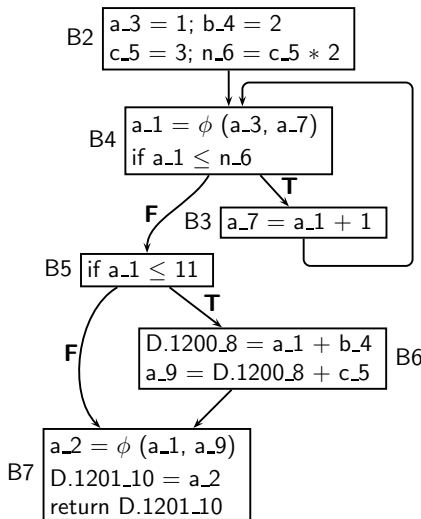 B2
a_3 = 1; b_4 = 2
c_5 = 3; n_6 = c_5 * 2
B4
a_1 = ϕ (a_3, a_7)
if a_1 ≤ n_6
F
T
B3
a_7 = a_1 + 1
B5
if a_1 ≤ 11
F
T
D.1200_8 = a_1 + b_4
a_9 = D.1200_8 + c_5
B6
B7
a_2 = ϕ (a_1, a_9)
D.1201_10 = a_2
return D.1201_10